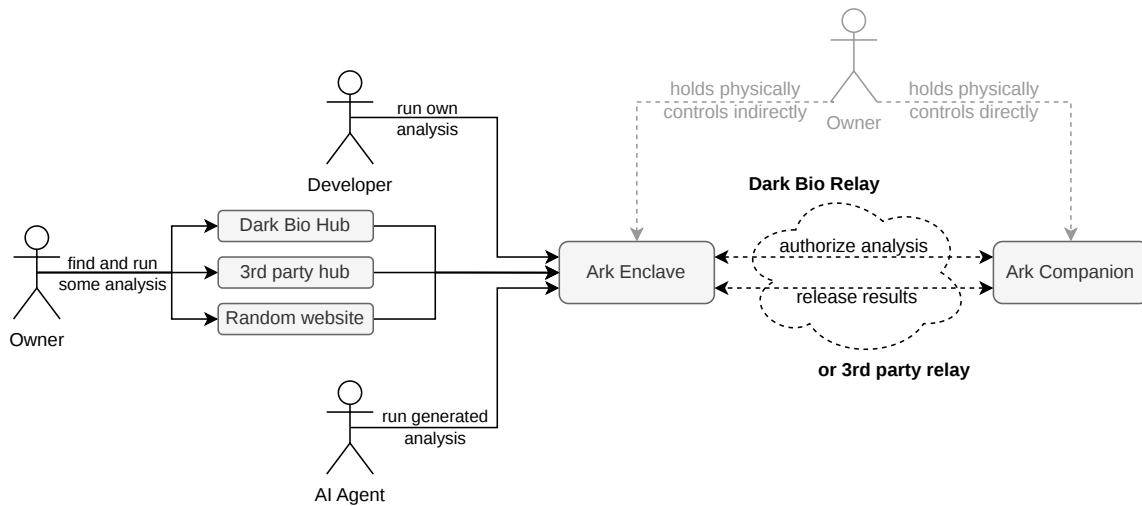 holds physically
controls indirectly
holds physically
controls directly
Owner
run own
analysis
Developer
Dark Bio Relay
Dark Bio Hub
find and run
some analysis
3rd party hub
Random website
Owner
Ark Enclave
authorize analysis
release results
Ark Companion
or 3rd party relay
run generated
analysis
AI Agent